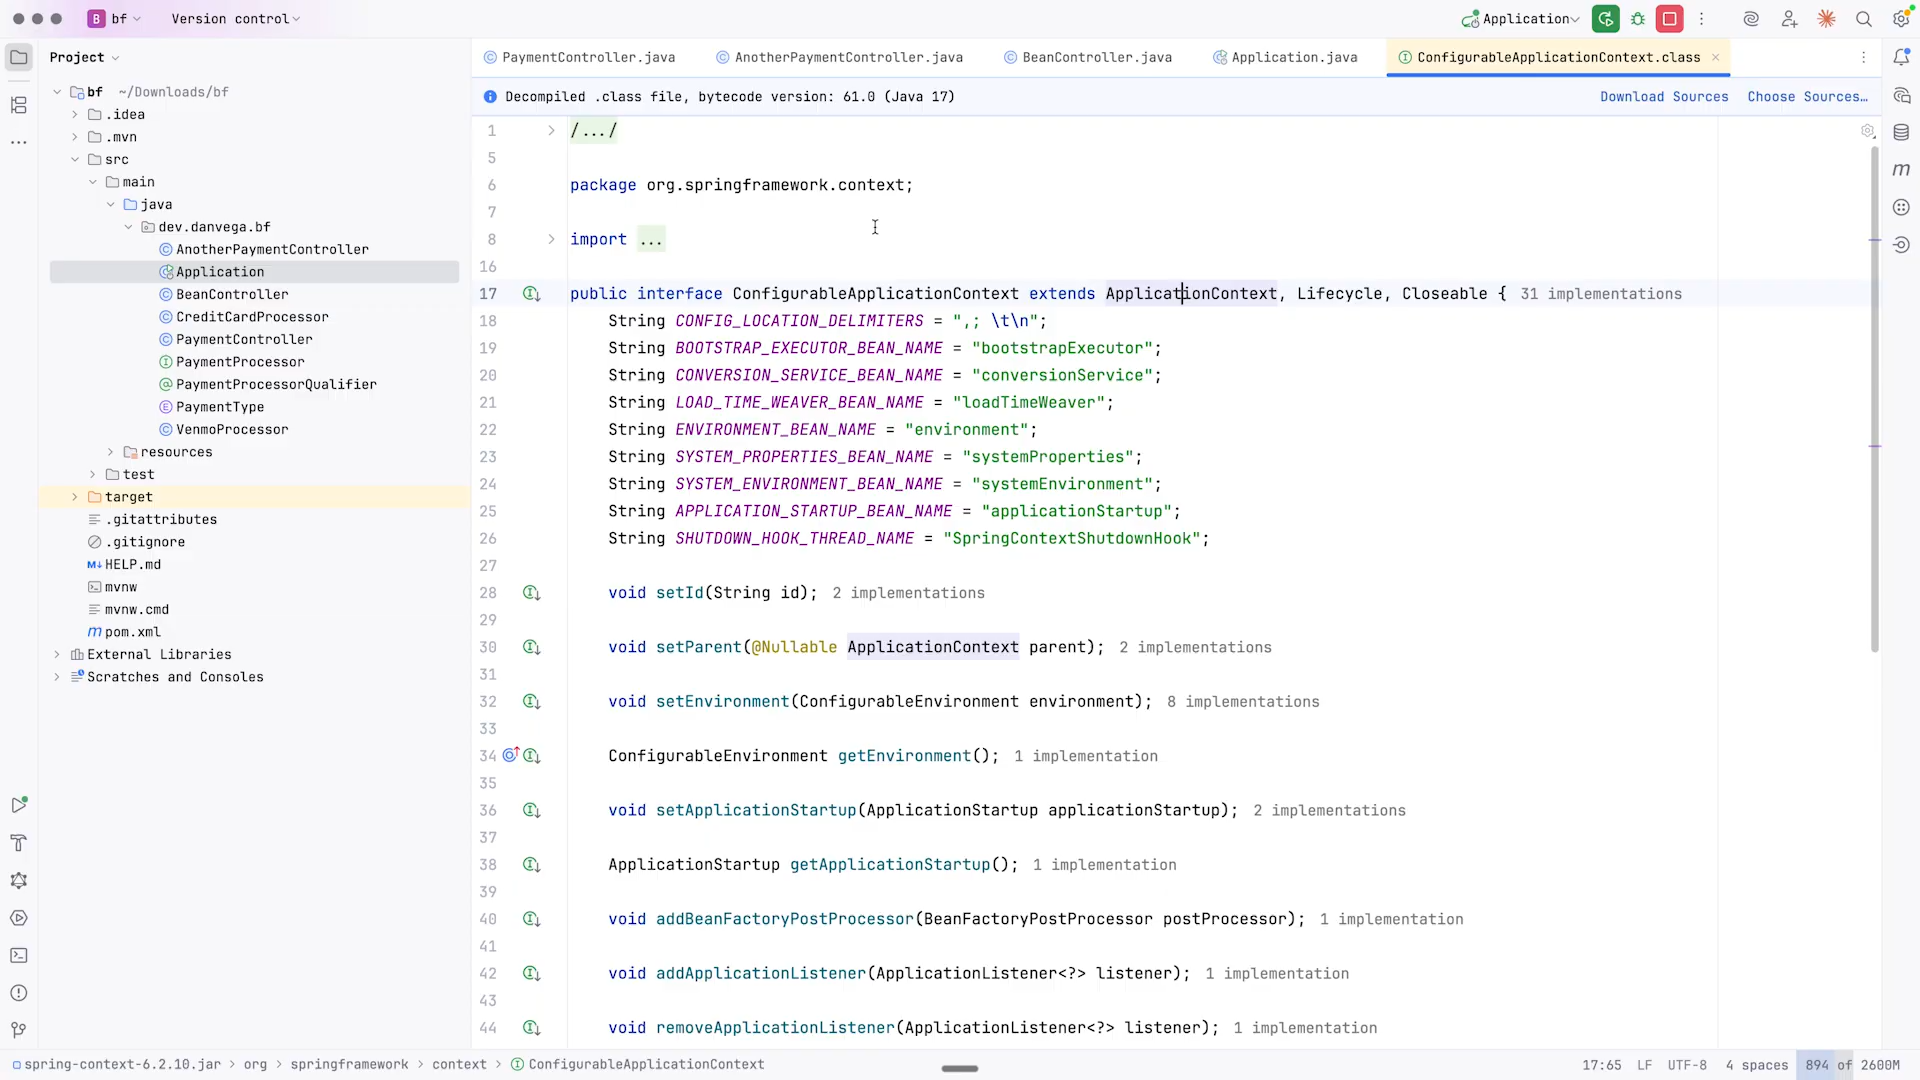 B bf
Version control
Application
Project
PaymentController.java
AnotherPaymentController.java
BeanController.java
Application.java
ConfigurableApplicationContext.class
Decompiled .class file, bytecode version: 61.0 (Java 17)
Download Sources
Choose Sources…
bf ~/Downloads/bf
.idea
.mvn
src
main
java
dev.danvega.bf
AnotherPaymentController
Application
BeanController
CreditCardProcessor
PaymentController
PaymentProcessor
PaymentProcessorQualifier
PaymentType
VenmoProcessor
resources
test
target
.gitattributes
.gitignore
HELP.md
mvnw
mvnw.cmd
pom.xml
External Libraries
Scratches and Consoles
1 /.../
5
6 package org.springframework.context;
7
8 import ...
16
17 public interface ConfigurableApplicationContext extends ApplicationContext, Lifecycle, Closeable { 31 implementations
18 String CONFIG_LOCATION_DELIMITERS = ",; \t\n";
19 String BOOTSTRAP_EXECUTOR_BEAN_NAME = "bootstrapExecutor";
20 String CONVERSION_SERVICE_BEAN_NAME = "conversionService";
21 String LOAD_TIME_WEAVER_BEAN_NAME = "loadTimeWeaver";
22 String ENVIRONMENT_BEAN_NAME = "environment";
23 String SYSTEM_PROPERTIES_BEAN_NAME = "systemProperties";
24 String SYSTEM_ENVIRONMENT_BEAN_NAME = "systemEnvironment";
25 String APPLICATION_STARTUP_BEAN_NAME = "applicationStartup";
26 String SHUTDOWN_HOOK_THREAD_NAME = "SpringContextShutdownHook";
27
28 void setId(String id); 2 implementations
29
30 void setParent(@Nullable ApplicationContext parent); 2 implementations
31
32 void setEnvironment(ConfigurableEnvironment environment); 8 implementations
33
34 ConfigurableEnvironment getEnvironment(); 1 implementation
35
36 void setApplicationStartup(ApplicationStartup applicationStartup); 2 implementations
37
38 ApplicationStartup getApplicationStartup(); 1 implementation
39
40 void addBeanFactoryPostProcessor(BeanFactoryPostProcessor postProcessor); 1 implementation
41
42 void addApplicationListener(ApplicationListener<?> listener); 1 implementation
43
44 void removeApplicationListener(ApplicationListener<?> listener); 1 implementation
spring-context-6.2.10.jar > org > springframework > context > ConfigurableApplicationContext
17:65 LF UTF-8 4 spaces 894 of 2600M